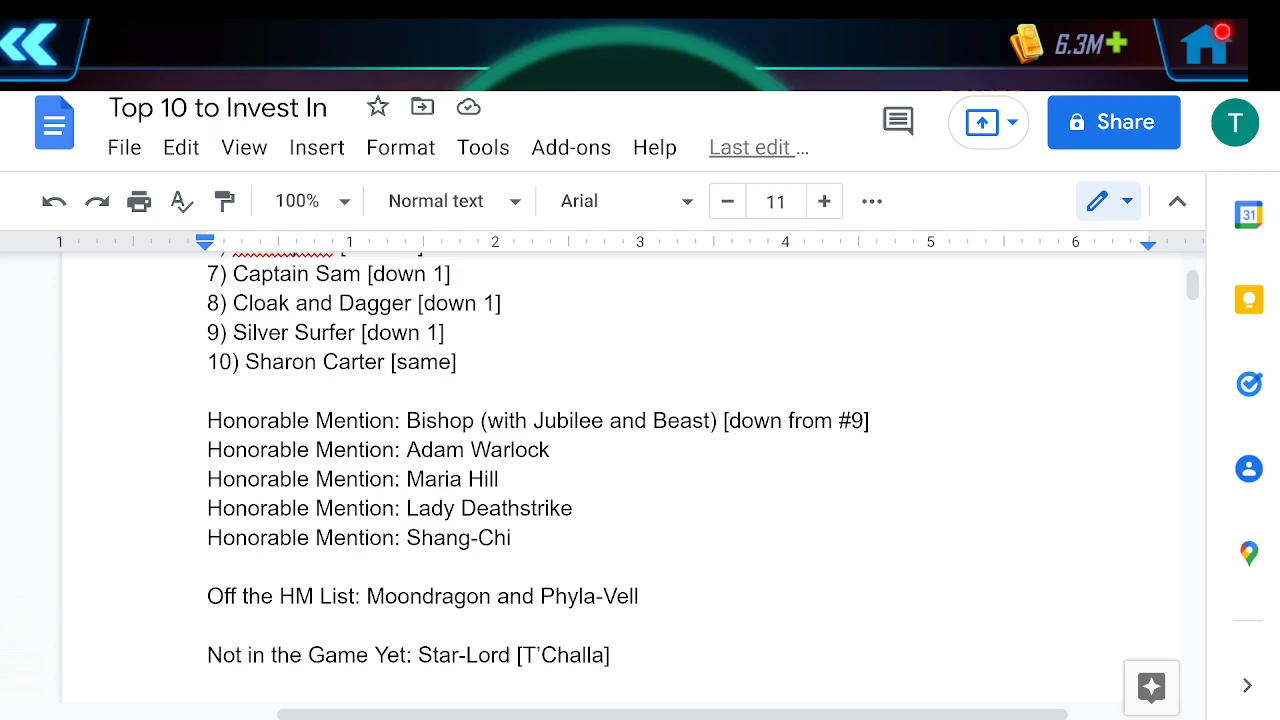 6.3M
Top 10 to Invest In
File Edit View Insert Format Tools Add-ons Help Last edit ...
Share
T
100% Normal text Arial 11
1 1 2 3 4 5 6
7) Captain Sam [down 1]
8) Cloak and Dagger [down 1]
9) Silver Surfer [down 1]
10) Sharon Carter [same]
Honorable Mention: Bishop (with Jubilee and Beast) [down from #9]
Honorable Mention: Adam Warlock
Honorable Mention: Maria Hill
Honorable Mention: Lady Deathstrike
Honorable Mention: Shang-Chi
Off the HM List: Moondragon and Phyla-Vell
Not in the Game Yet: Star-Lord [T'Challa]
31